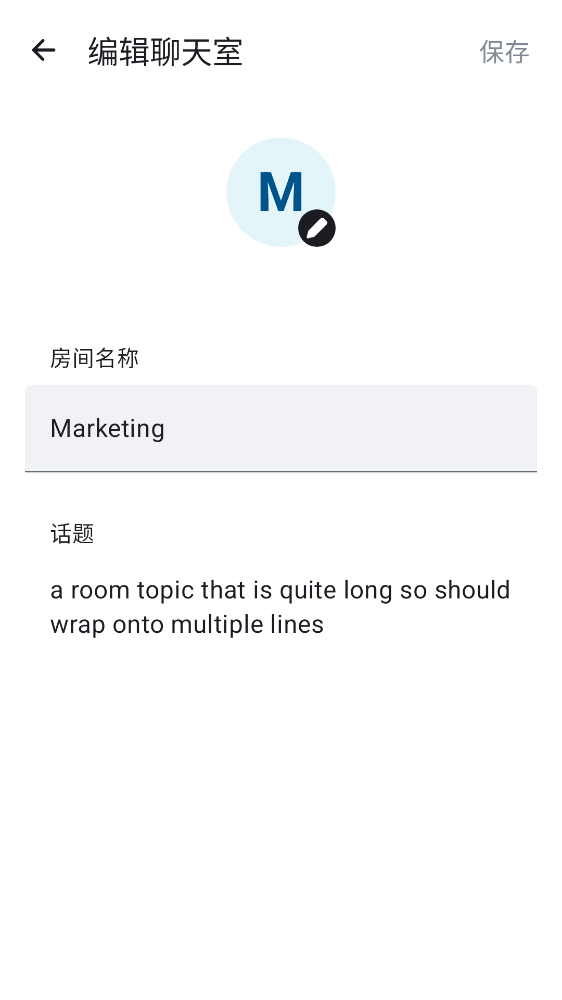 编辑聊天室
保存
M
房间名称
Marketing
话题
a room topic that is quite long so should
wrap onto multiple lines